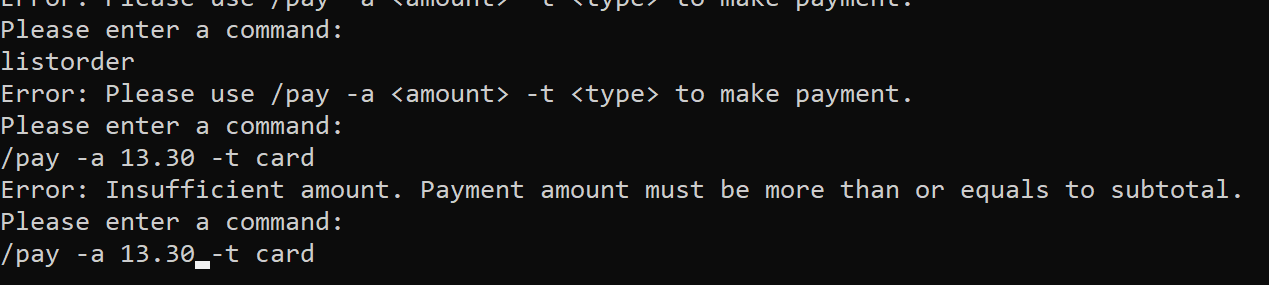 Error: Please use /pay -a <amount> -t <type> to make payment.
Please enter a command:
listorder
Error: Please use /pay -a <amount> -t <type> to make payment.
Please enter a command:
/pay -a 13.30 -t card
Error: Insufficient amount. Payment amount must be more than or equals to subtotal.
Please enter a command:
/pay -a 13.30 -t card